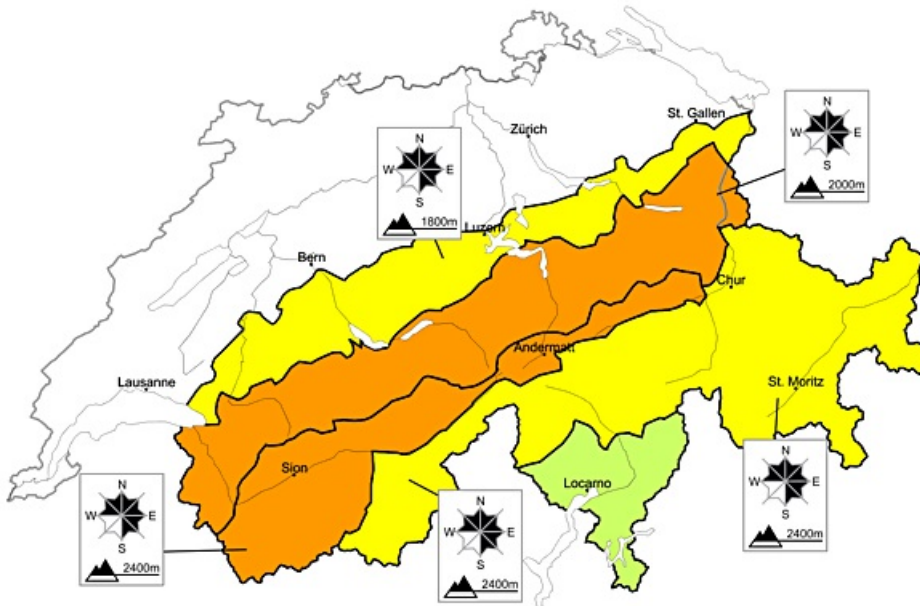 St. Gallen
N
W E
S
2000m
Zürich
N
W E
S
1800m
Luzern
Bern
Chur
Andermatt
Lausanne
St. Moritz
Sion
Locarno
N
W E
S
2400m
N
W E
S
2400m
N
W E
S
2400m